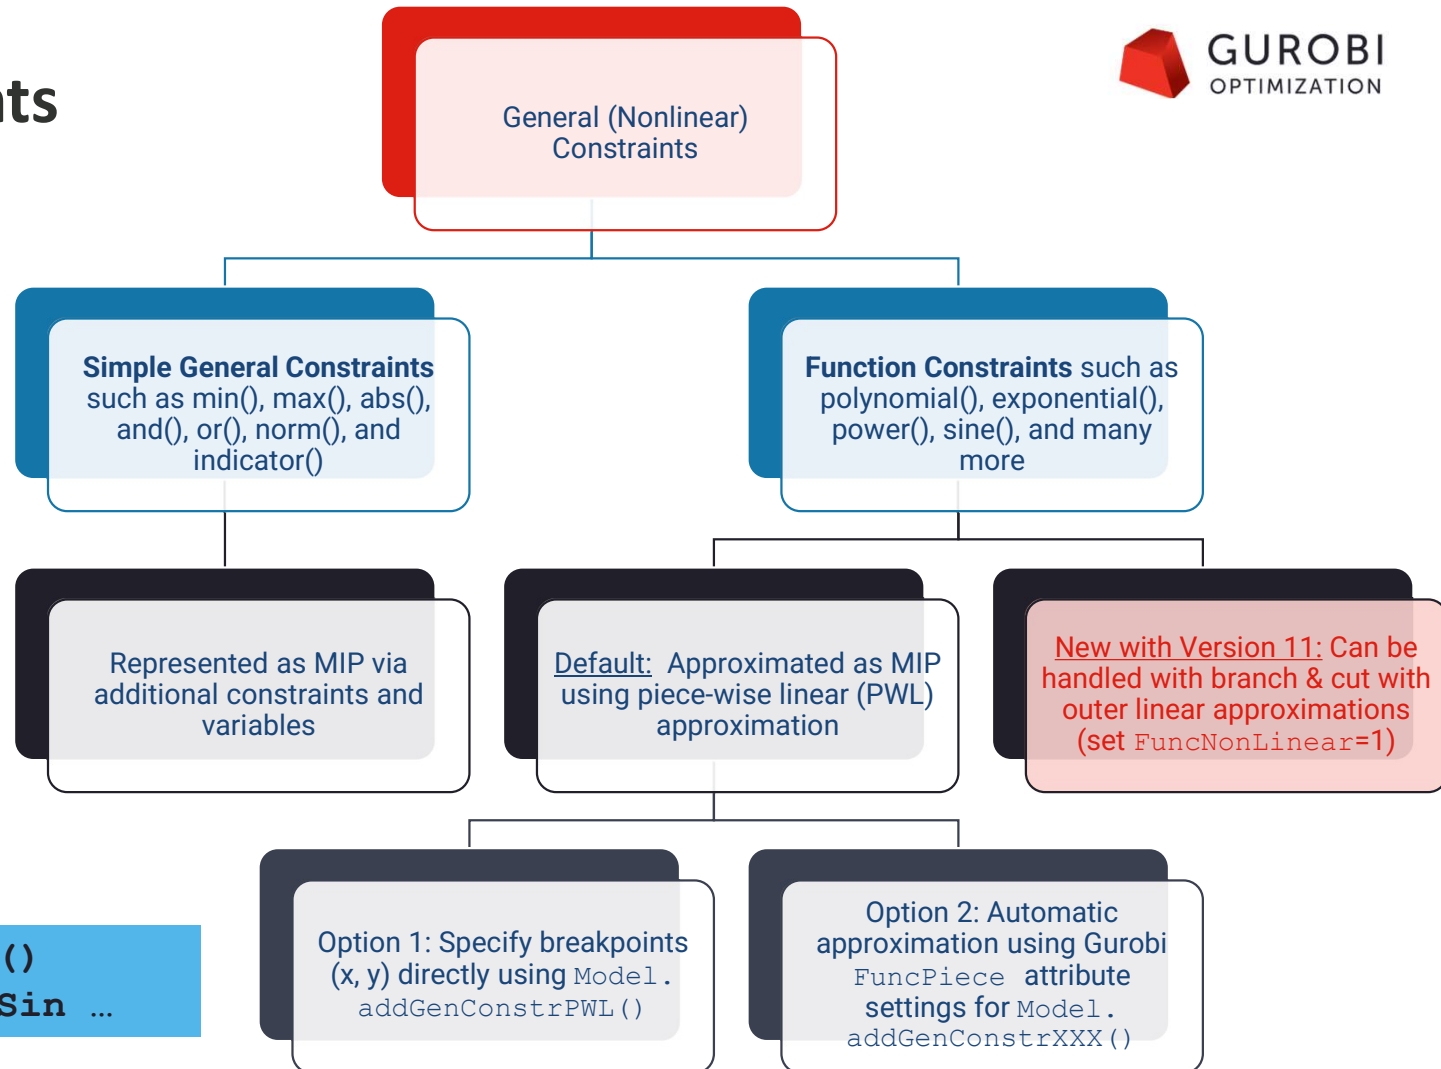 nts
GUROBI
OPTIMIZATION
General (Nonlinear)
Constraints
Simple General Constraints
such as min(), max(), abs(),
and(), or(), norm(), and
indicator()
Function Constraints such as
polynomial(), exponential(),
power(), sine(), and many
more
Represented as MIP via
additional constraints and
variables
Default: Approximated as MIP
using piece-wise linear (PWL)
approximation
New with Version 11: Can be
handled with branch & cut with
outer linear approximations
(set FuncNonLinear=1)
Option 1: Specify breakpoints
(x, y) directly using Model.
addGenConstrPWL()
Option 2: Automatic
approximation using Gurobi
FuncPiece attribute
settings for Model.
addGenConstrXXX()
()
Sin …